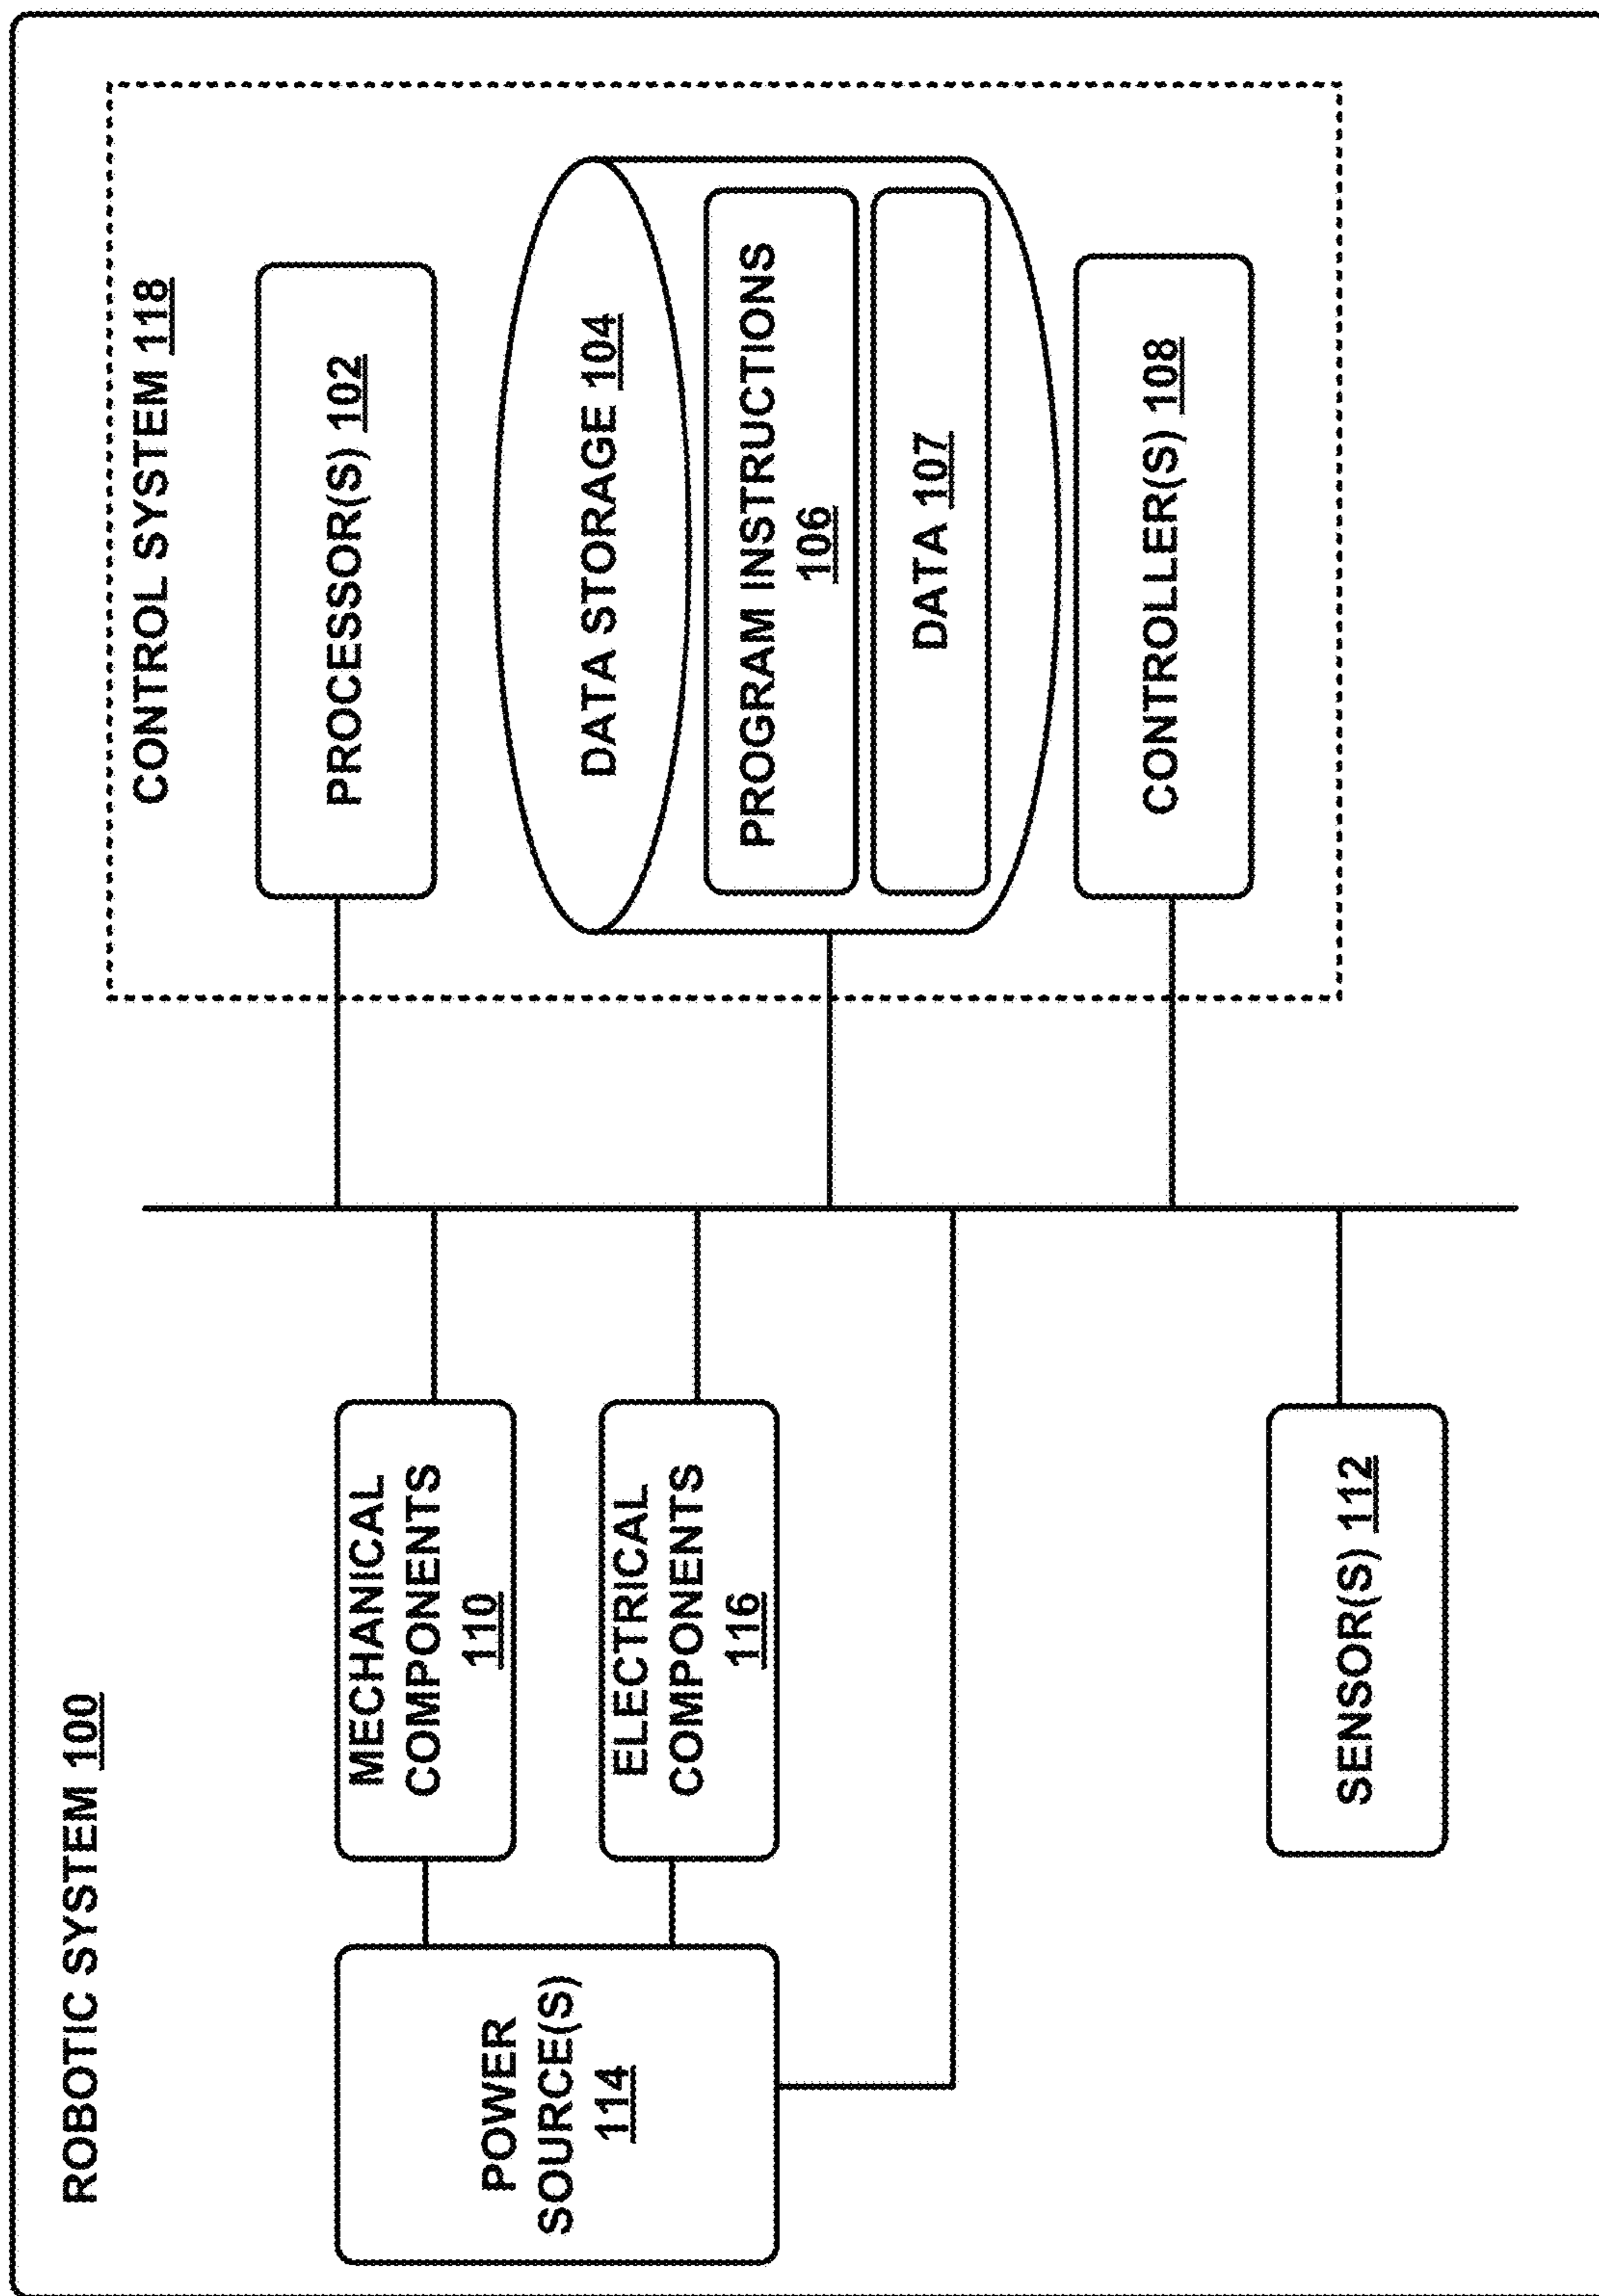 ROBOTIC SYSTEM 100
POWER
SOURCE(S)
114
MECHANICAL
COMPONENTS
110
ELECTRICAL
COMPONENTS
116
SENSOR(S) 112
CONTROL SYSTEM 118
PROCESSOR(S) 102
DATA STORAGE 104
PROGRAM INSTRUCTIONS
106
DATA 107
CONTROLLER(S) 108